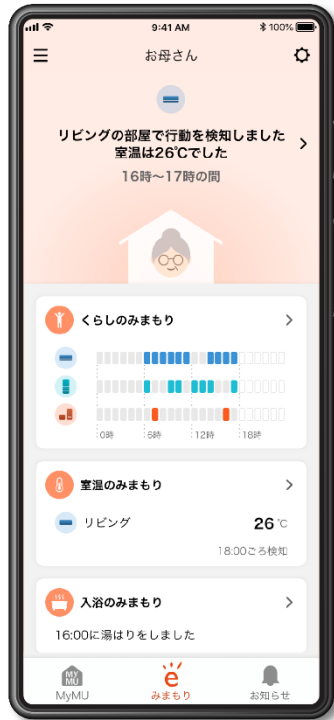 9:41 AM
100%
お母さん
リビングの部屋で行動を検知しました
室温は26℃でした
16時〜17時の間
くらしのみまもり
0時 6時 12時 18時
室温のみまもり
リビング 26℃
18:00ごろ検知
入浴のみまもり
16:00に湯はりをしました
MY
MU
MyMU みまもり お知らせ